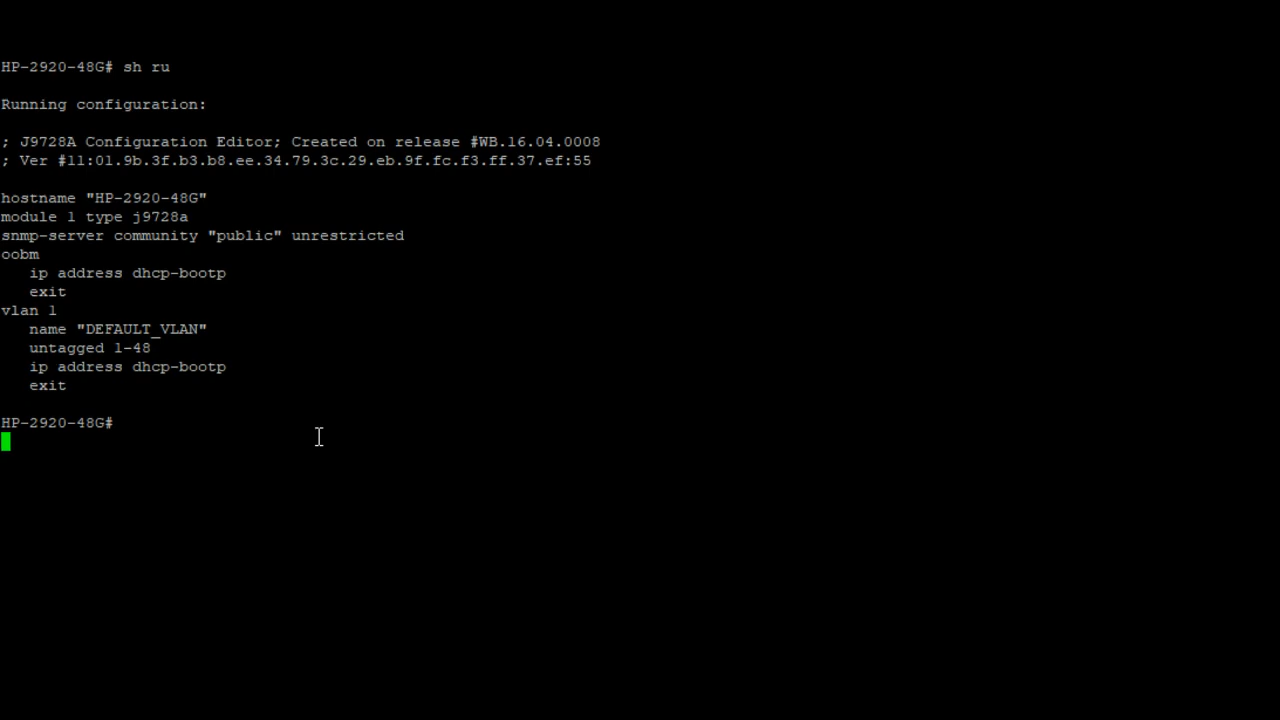 HP-2920-48G# sh ru
Running configuration:
; J9728A Configuration Editor; Created on release #WB.16.04.0008
; Ver #11:01.9b.3f.b3.b8.ee.34.79.3c.29.eb.9f.fc.f3.ff.37.ef:55
hostname "HP-2920-48G"
module 1 type j9728a
snmp-server community "public" unrestricted
oobm
ip address dhcp-bootp
exit
vlan 1
name "DEFAULT_VLAN"
untagged 1-48
ip address dhcp-bootp
exit
HP-2920-48G#